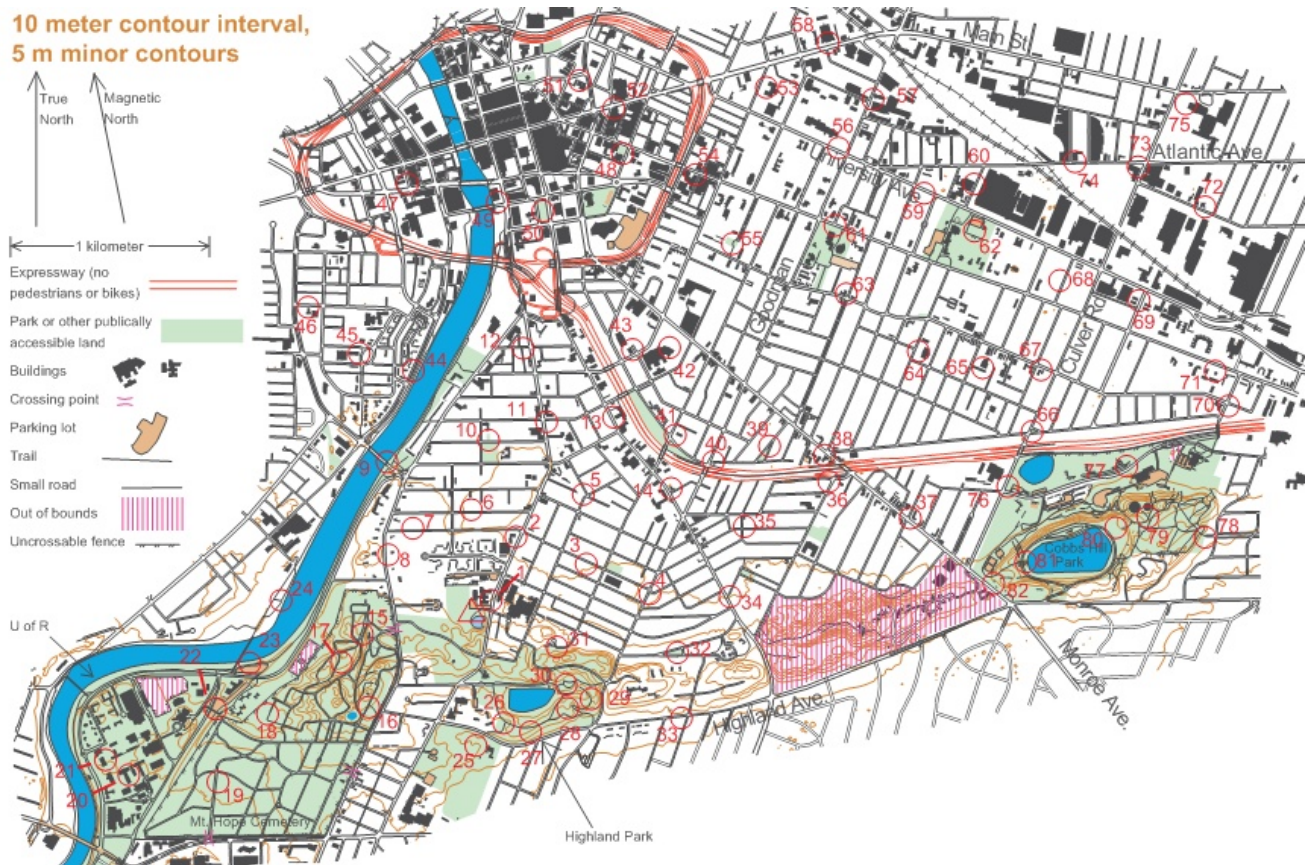 10 meter contour interval,
5 m minor contours
True
North
Magnetic
North
1 kilometer
Expressway (no
pedestrians or bikes)
Park or other publically
accessible land
Buildings
Crossing point
Parking lot
Trail
Small road
Out of bounds
Uncrossable fence
U of R
68
Main St.
51
52
53
57
75
56
48
54
73
Atlantic Ave.
47
University Ave.
60
74
72
49
59
50
55
61
62
46
Goodman
63
68
Culver Rd.
69
45
12
43
44
42
64
65
67
71
11
13
41
66
70
10
39
38
9
40
77
14
36
76
5
6
37
7
2
35
80
79
78
8
3
Cobbs Hill
Park
81
1
4
34
82
24
15
17
31
32
Monroe Ave.
23
22
30
29
26
16
18
28
33
Highland Ave.
27
25
21
20
19
Mt. Hope Cemetery
Highland Park